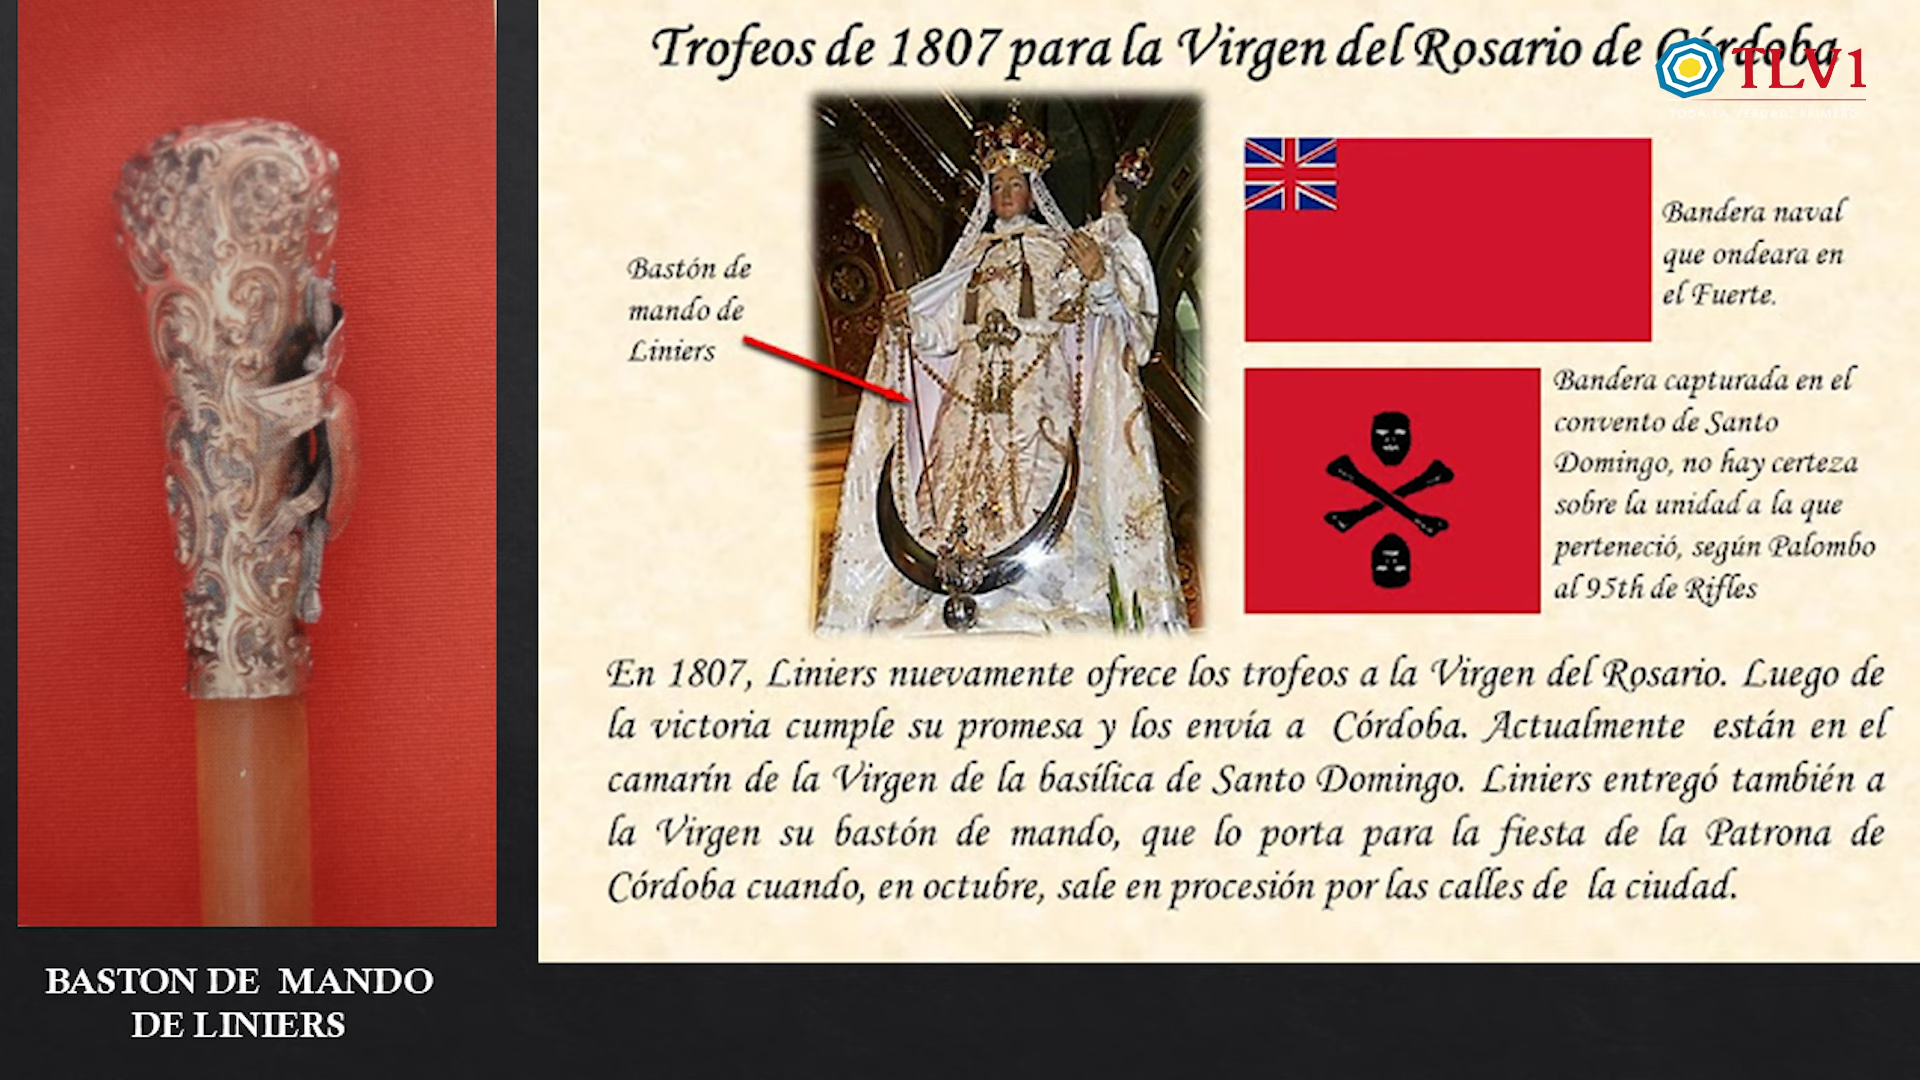 Trofeos de 1807 para la Virgen del Rosario de Córdoba
TLV1
Bastón de
mando de
Liniers
Bandera naval
que ondeara en
el Fuerte.
Bandera capturada en el
convento de Santo
Domingo, no hay certeza
sobre la unidad a la que
perteneció, según Palombo
al 95th de Rifles
En 1807, Liniers nuevamente ofrece los trofeos a la Virgen del Rosario. Luego de
la victoria cumple su promesa y los envía a Córdoba. Actualmente están en el
camarín de la Virgen de la basílica de Santo Domingo. Liniers entregó también a
la Virgen su bastón de mando, que lo porta para la fiesta de la Patrona de
Córdoba cuando, en octubre, sale en procesión por las calles de la ciudad.
BASTON DE MANDO
DE LINIERS